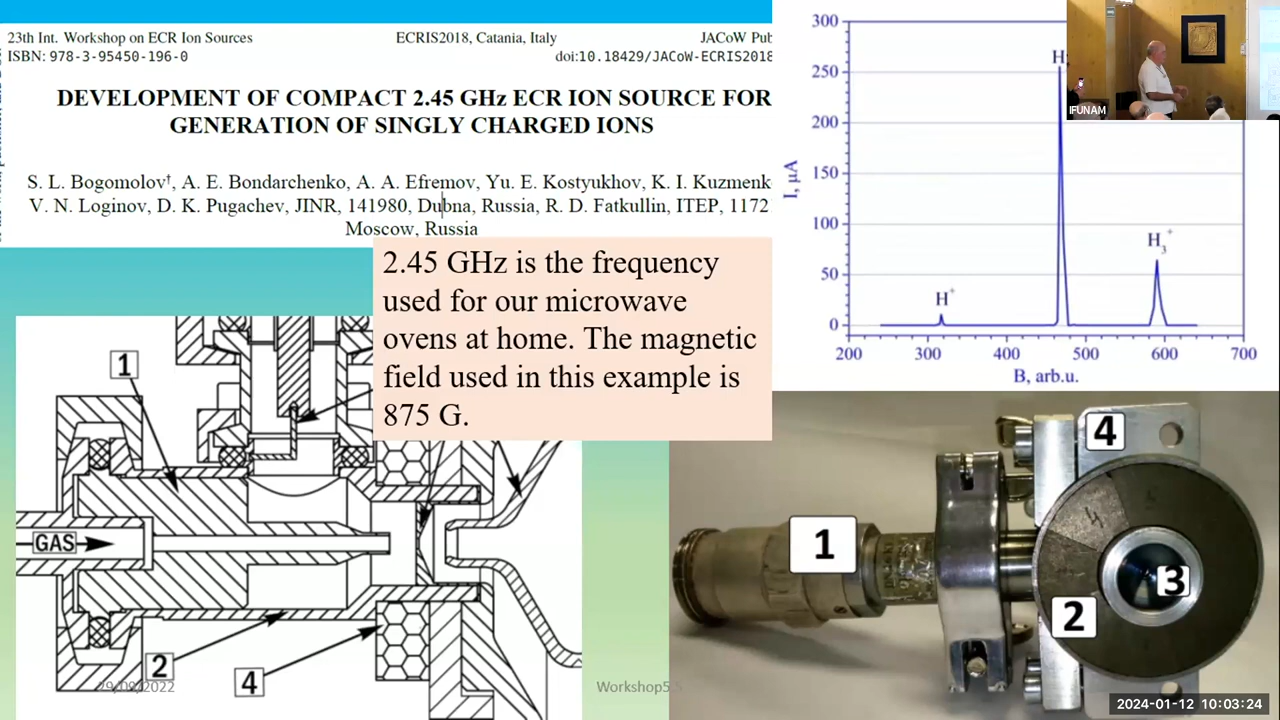 23th Int. Workshop on ECR Ion Sources
ECRIS2018, Catania, Italy
JACoW Pub
ISBN: 978-3-95450-196-0
doi:10.18429/JACoW-ECRIS2018
DEVELOPMENT OF COMPACT 2.45 GHz ECR ION SOURCE FOR
GENERATION OF SINGLY CHARGED IONS
S. L. Bogomolov†, A. E. Bondarchenko, A. A. Efremov, Yu. E. Kostyukhov, K. I. Kuzmenk
V. N. Loginov, D. K. Pugachev, JINR, 141980, Dubna, Russia, R. D. Fatkullin, ITEP, 1172
Moscow, Russia
2.45 GHz is the frequency
used for our microwave
ovens at home. The magnetic
field used in this example is
875 G.
1
GAS
2
4
29/09/2022
Workshop5.5
300
250
200
150
100
50
0
I, μA
H
H+
H3+
200
300
400
500
600
700
B, arb.u.
IFUNAM
1
2
3
4
2024-01-12 10:03:24